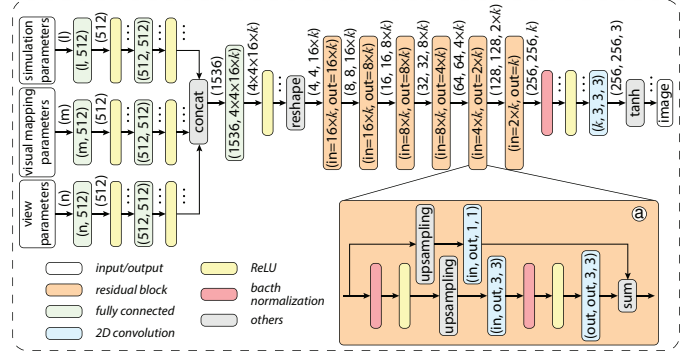 simulation
parameters
(l)
(l, 512)
(512)
(512, 512)
visual mapping
parameters
(m)
(m, 512)
(512)
(512, 512)
view
parameters
(n)
(n, 512)
(512)
(512, 512)
concat
(1536)
(1536, 4×4×16×k)
(4×4×16×k)
reshape
(4, 4, 16×k)
(in=16×k, out=16×k)
(8, 8, 16×k)
(in=16×k, out=8×k)
(16, 16, 8×k)
(in=8×k, out=8×k)
(32, 32, 8×k)
(in=8×k, out=4×k)
(64, 64, 4×k)
(in=4×k, out=2×k)
(128, 128, 2×k)
(in=2×k, out=k)
(256, 256, k)
(k, 3, 3, 3)
(256, 256, 3)
tanh
image
a
upsampling
(in, out, 1, 1)
upsampling
(in, out, 3, 3)
(out, out, 3, 3)
sum
input/output
residual block
fully connected
2D convolution
ReLU
bacth
normalization
others